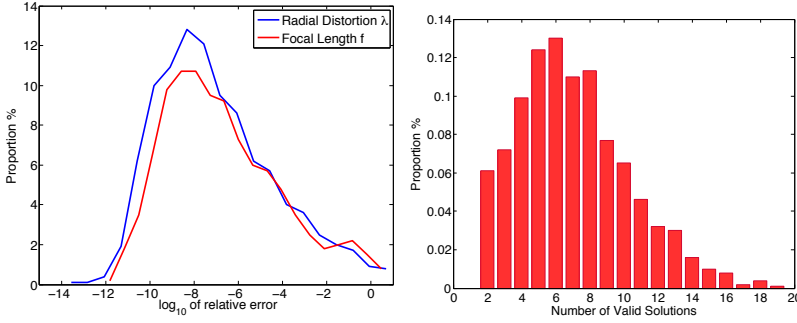 14
12
10
8
6
4
2
0
Proportion %
Radial Distortion λ
Focal Length f
−14 −12 −10 −8 −6 −4 −2 0
log10 of relative error
0.14
0.12
0.1
0.08
0.06
0.04
0.02
0
Proportion %
0 2 4 6 8 10 12 14 16 18 20
Number of Valid Solutions